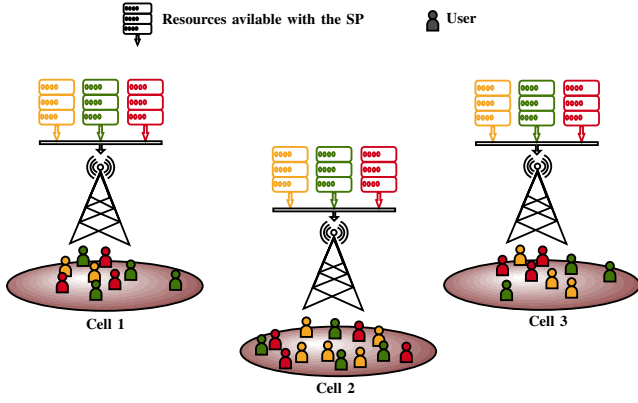 Resources avilable with the SP
User
Cell 1
Cell 2
Cell 3